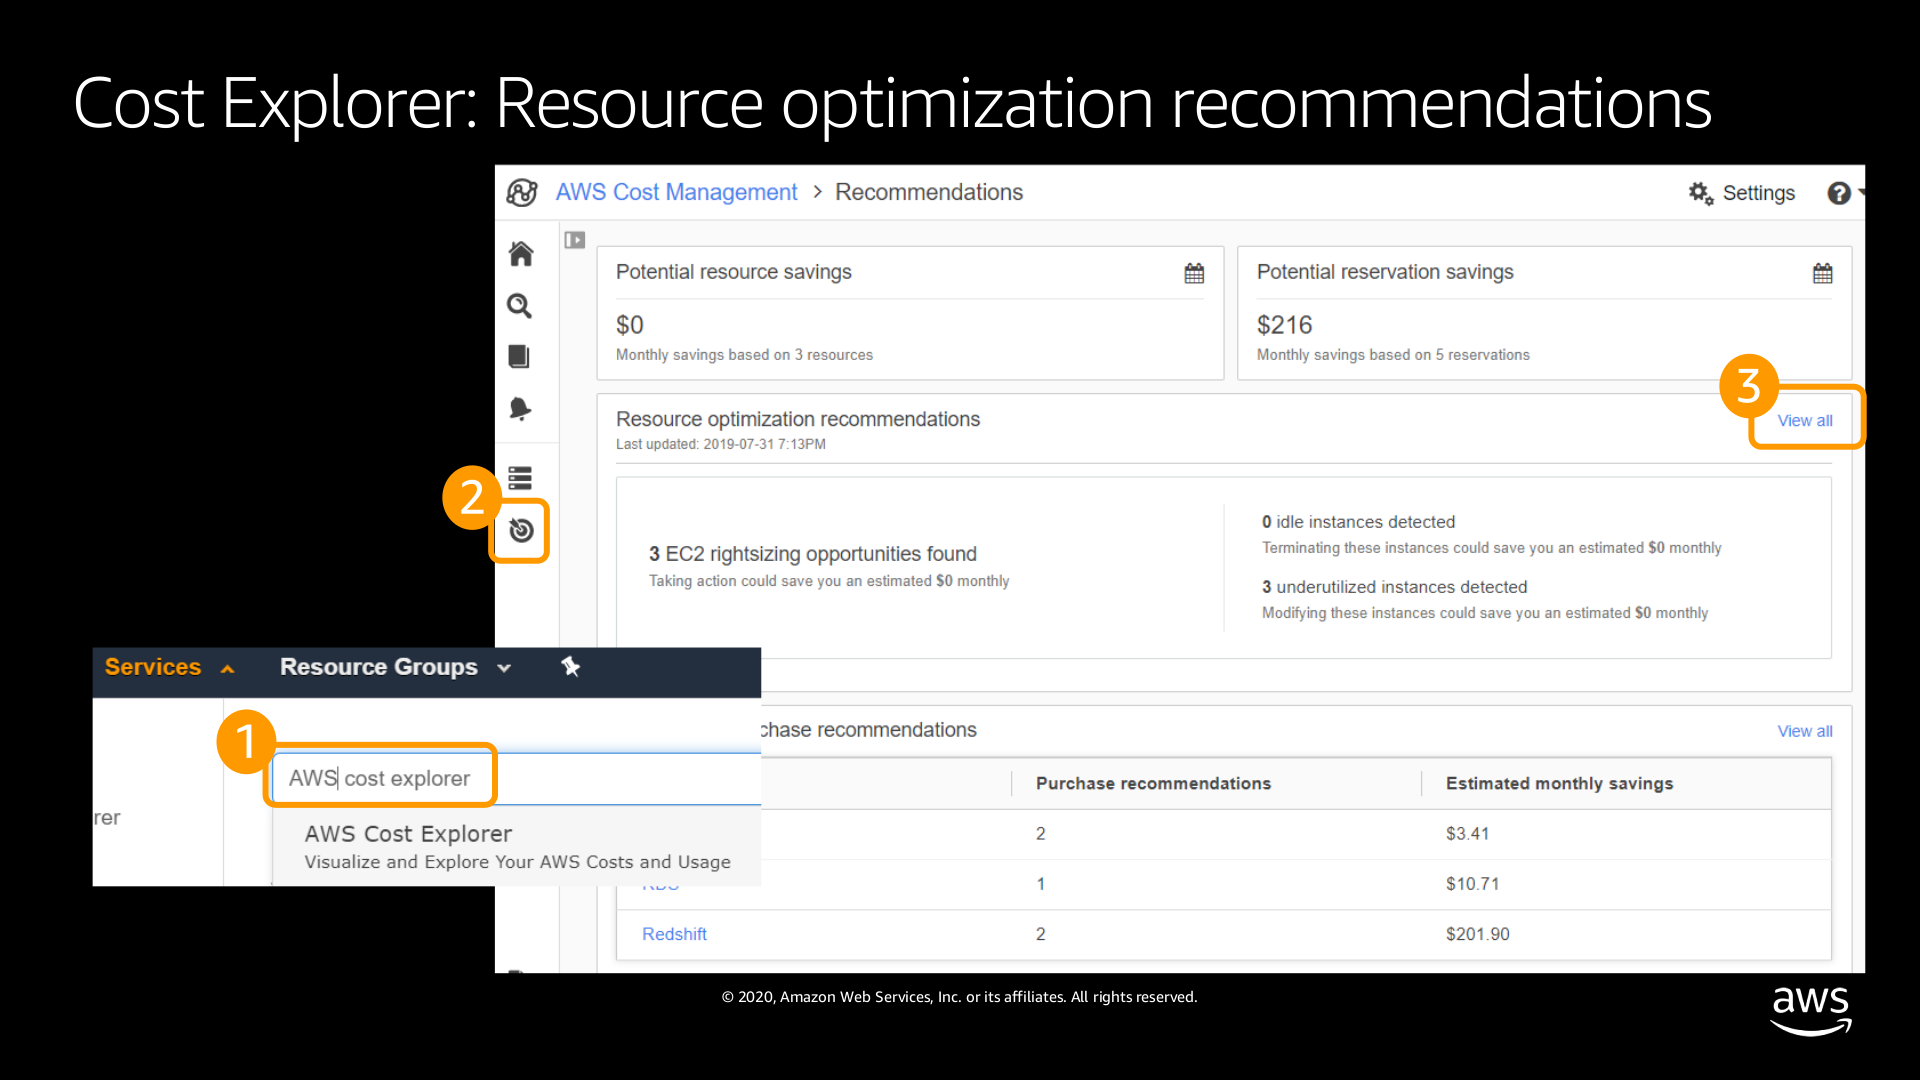 Cost Explorer: Resource optimization recommendations
AWS Cost Management > Recommendations
Settings
?
Potential resource savings
$0
Monthly savings based on 3 resources
Potential reservation savings
$216
Monthly savings based on 5 reservations
3
Resource optimization recommendations
View all
Last updated: 2019-07-31 7:13PM
2
3 EC2 rightsizing opportunities found
Taking action could save you an estimated $0 monthly
0 idle instances detected
Terminating these instances could save you an estimated $0 monthly
3 underutilized instances detected
Modifying these instances could save you an estimated $0 monthly
Services
Resource Groups
1
AWS cost explorer
rer
AWS Cost Explorer
Visualize and Explore Your AWS Costs and Usage
chase recommendations
View all
Purchase recommendations
Estimated monthly savings
2
$3.41
1
$10.71
Redshift
2
$201.90
© 2020, Amazon Web Services, Inc. or its affiliates. All rights reserved.
aws